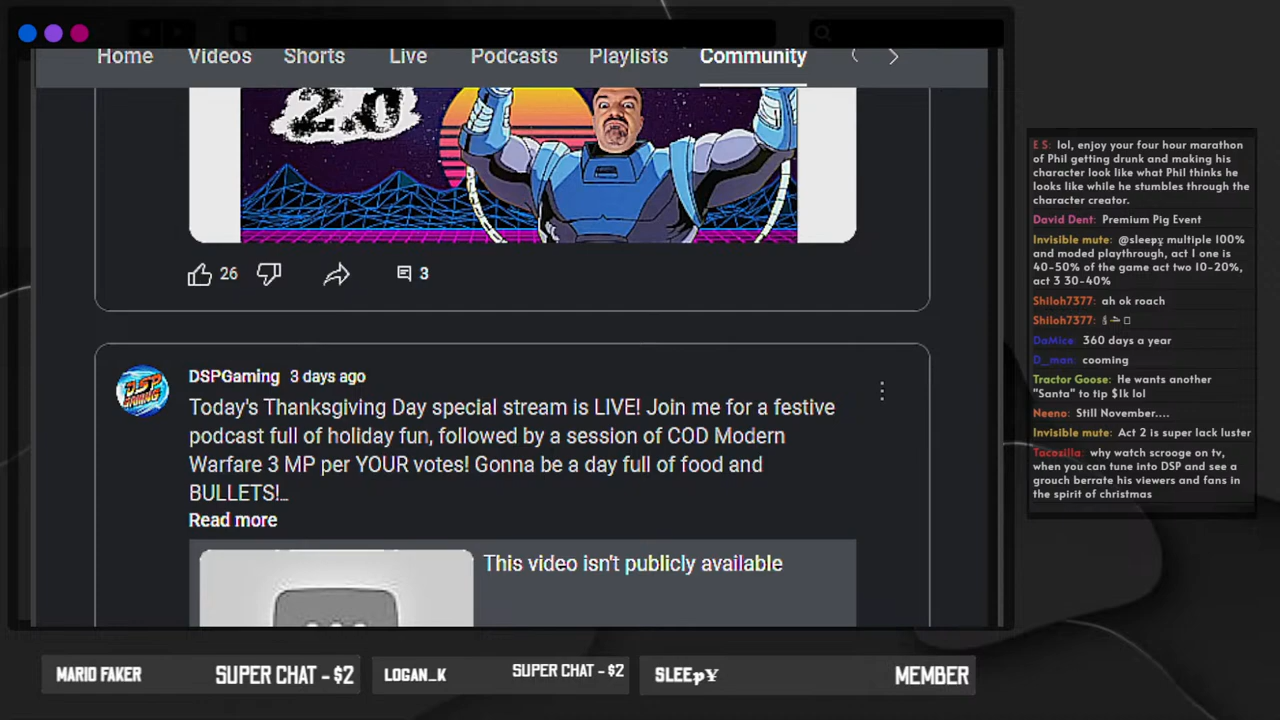 Home Videos Shorts Live Podcasts Playlists Community
2.0
26
3
DSP GAMING
DSPGaming 3 days ago
Today's Thanksgiving Day special stream is LIVE! Join me for a festive
podcast full of holiday fun, followed by a session of COD Modern
Warfare 3 MP per YOUR votes! Gonna be a day full of food and
BULLETS!...
Read more
This video isn't publicly available
E S: lol, enjoy your four hour marathon
of Phil getting drunk and making his
character look like what Phil thinks he
looks like while he stumbles through the
character creator.
David Dent: Premium Pig Event
Invisible mute: @sleepy multiple 100%
and moded playthrough, act 1 one is
40-50% of the game act two 10-20%,
act 3 30-40%
Shiloh7377: ah ok roach
Shiloh7377:
DaMice: 360 days a year
D__man: cooming
Tractor Goose: He wants another
"Santa" to tip $1k lol
Neeno: Still November....
Invisible mute: Act 2 is super lack luster
Tacosilla: why watch scrooge on tv,
when you can tune into DSP and see a
grouch berrate his viewers and fans in
the spirit of christmas
MARIO FAKER SUPER CHAT - $2
LOGAN_K SUPER CHAT - $2
SLEEp¥ MEMBER